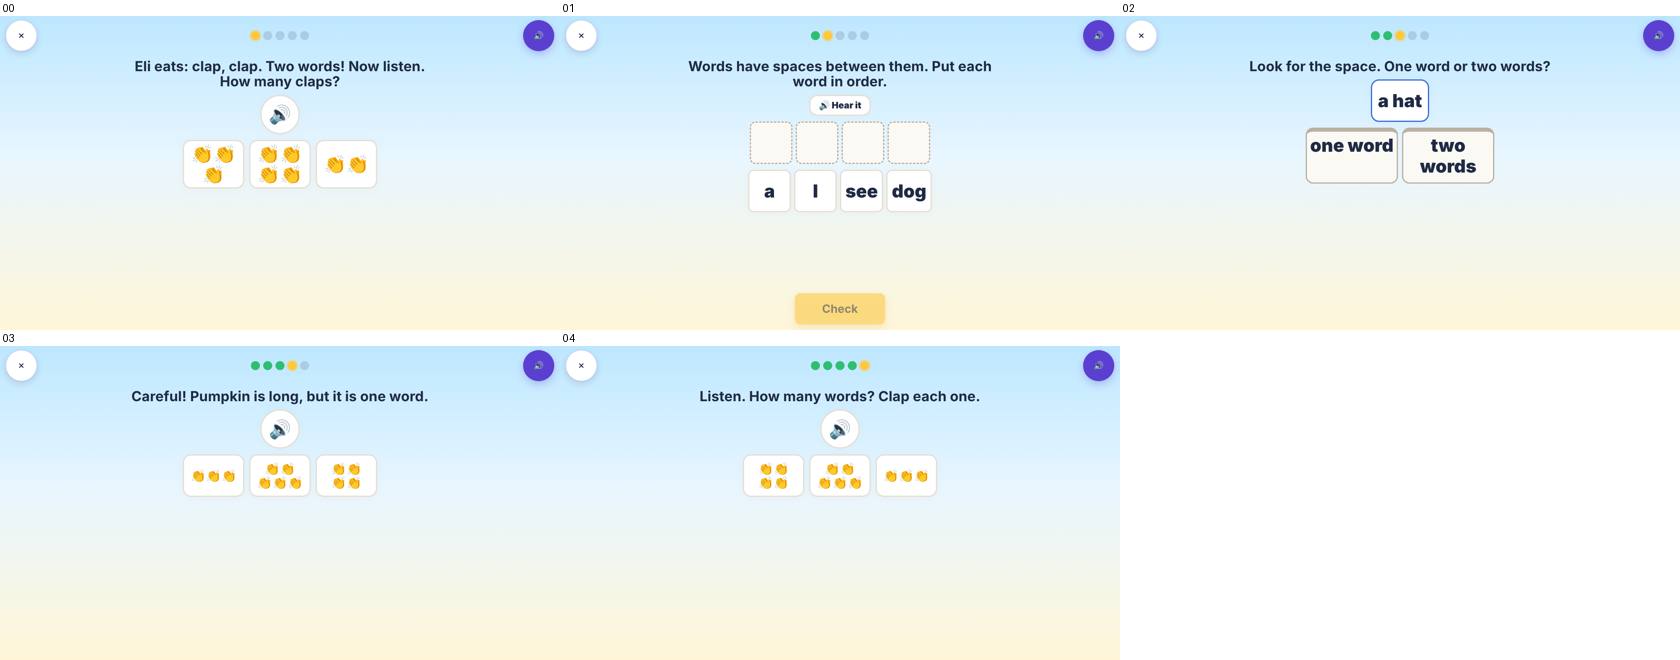 00
01
02
×
Eli eats: clap, clap. Two words! Now listen.
How many claps?
×
Words have spaces between them. Put each
word in order.
Hear it
a
I
see
dog
Check
×
Look for the space. One word or two words?
a hat
one word
two
words
03
04
×
Careful! Pumpkin is long, but it is one word.
×
Listen. How many words? Clap each one.